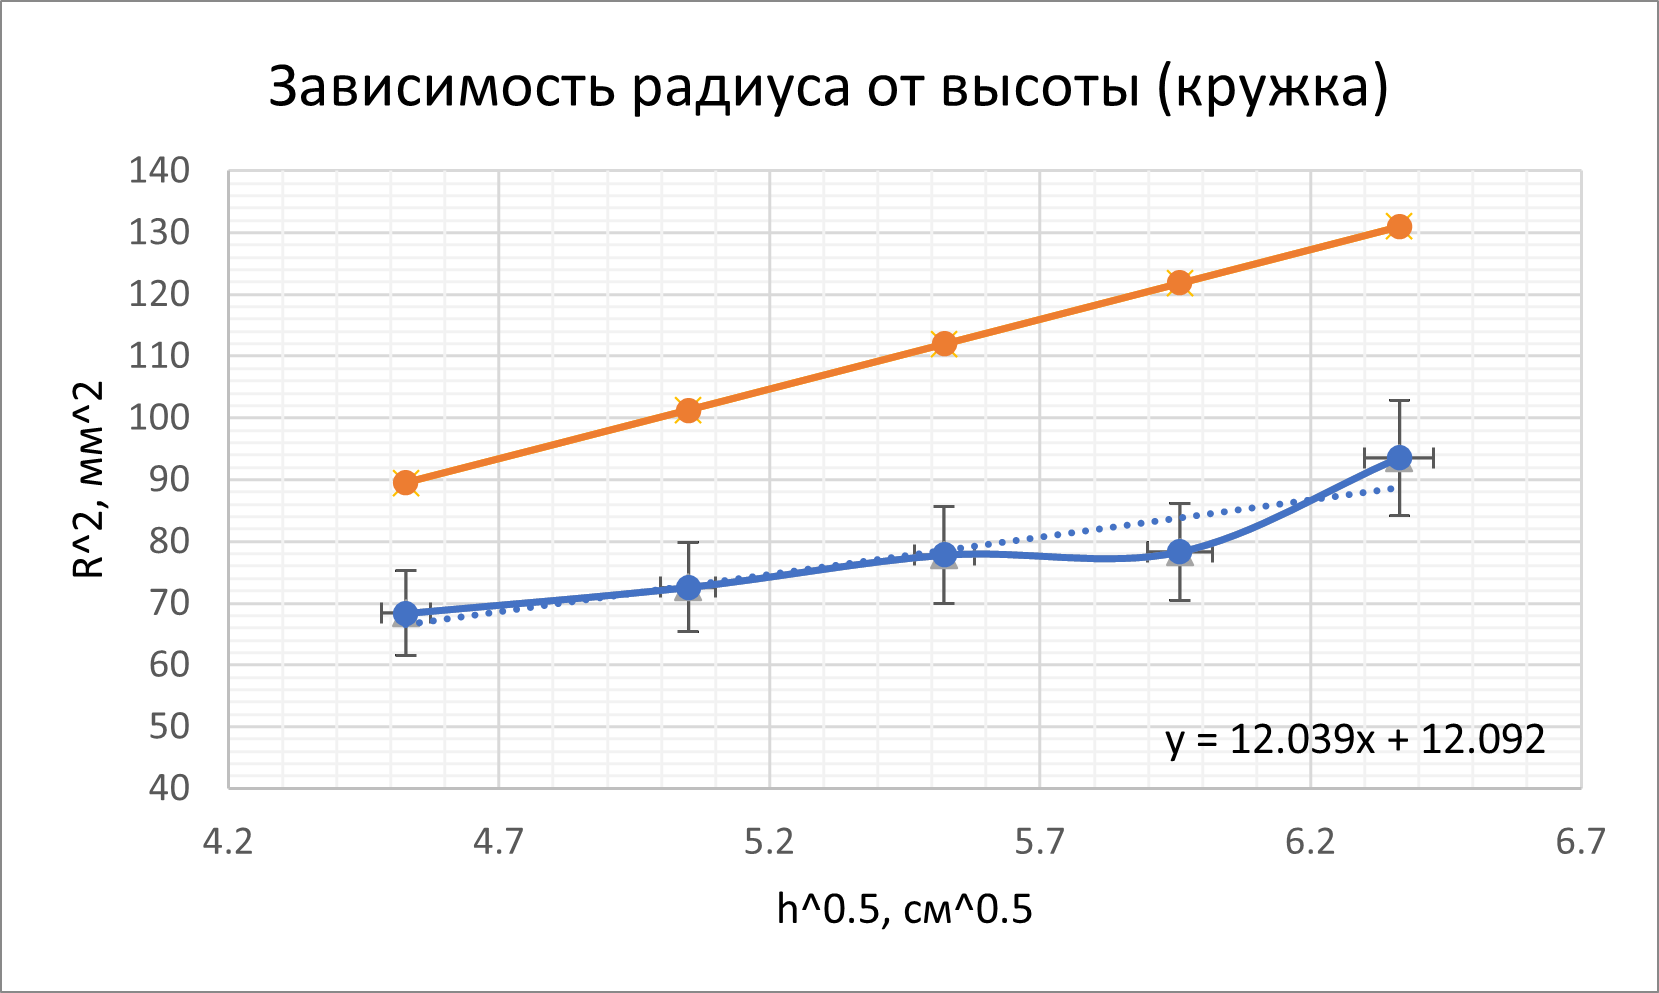 Зависимость радиуса от высоты (кружка)
140
130
120
110
100
90
80
70
60
50
40
R^2, мм^2
y = 12.039x + 12.092
4.2 4.7 5.2 5.7 6.2 6.7
h^0.5, см^0.5